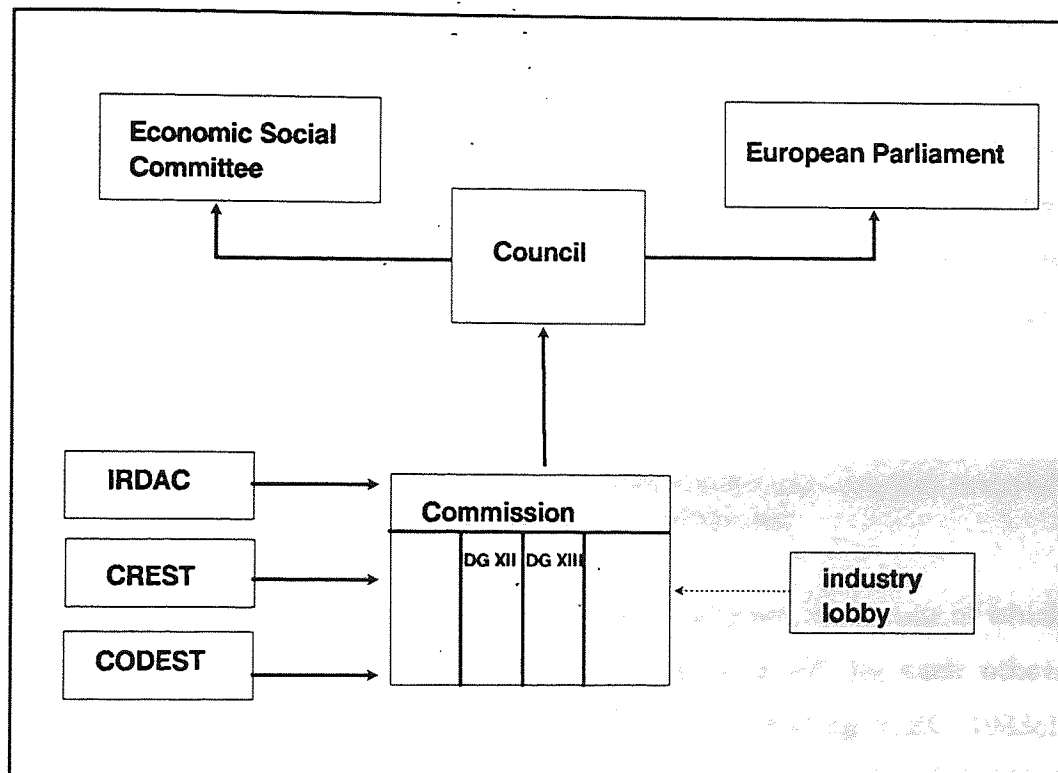 Economic Social
Committee
European Parliament
Council
IRDAC
Commission
DG XII DG XIII
CREST
industry
lobby
CODEST